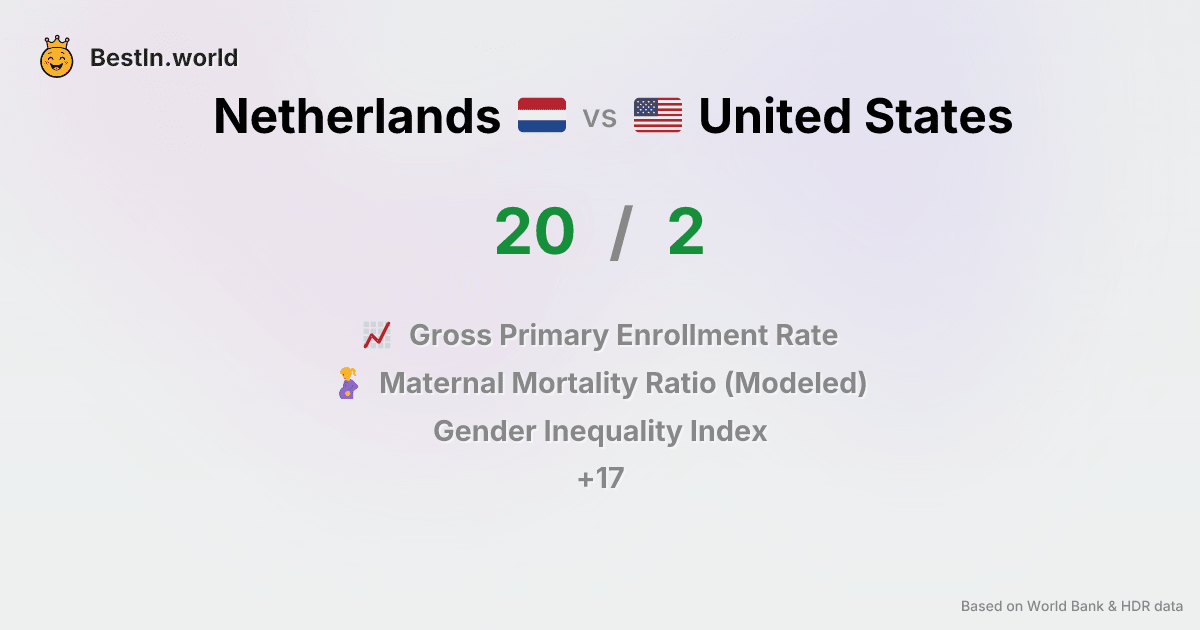 BestIn.world
Netherlands vs United States
20 / 2
Gross Primary Enrollment Rate
Maternal Mortality Ratio (Modeled)
Gender Inequality Index
+17
Based on World Bank & HDR data